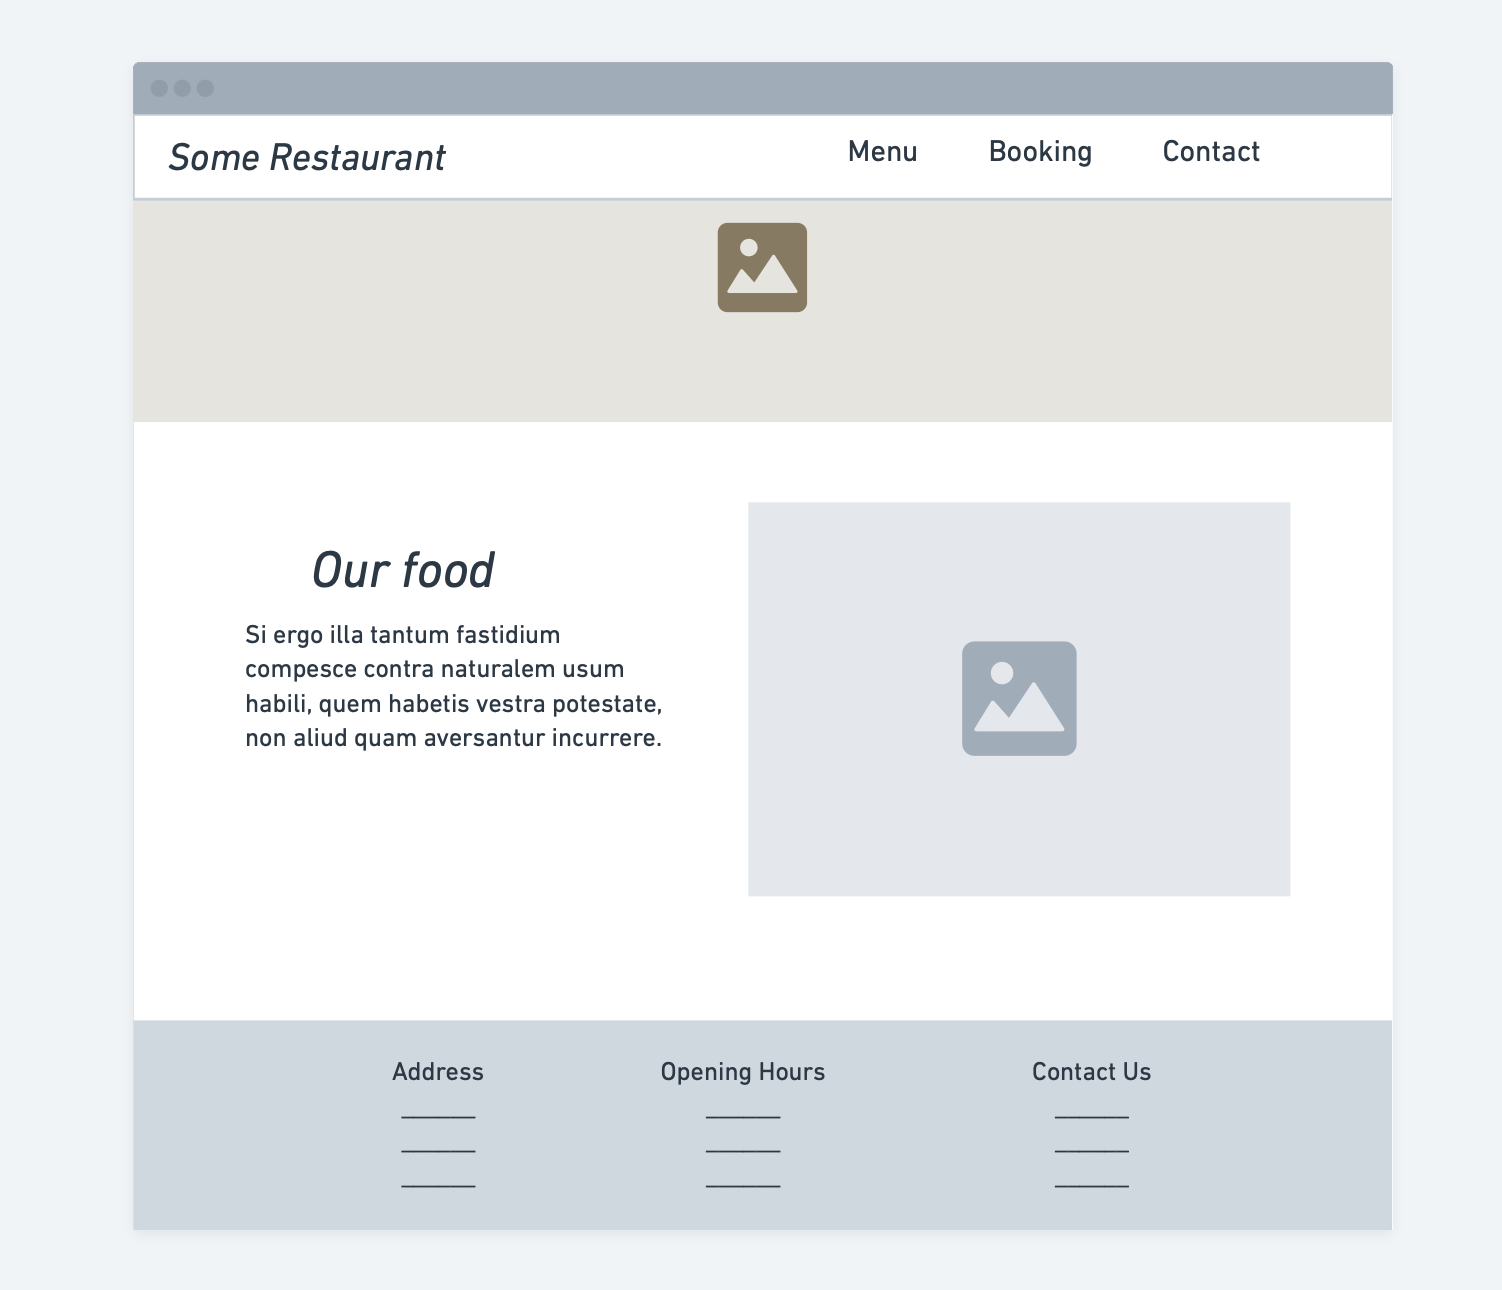 Some Restaurant
Menu
Booking
Contact
Our food
Si ergo illa tantum fastidium
compesce contra naturalem usum
habili, quem habetis vestra potestate,
non aliud quam aversantur incurrere.
Address
Opening Hours
Contact Us